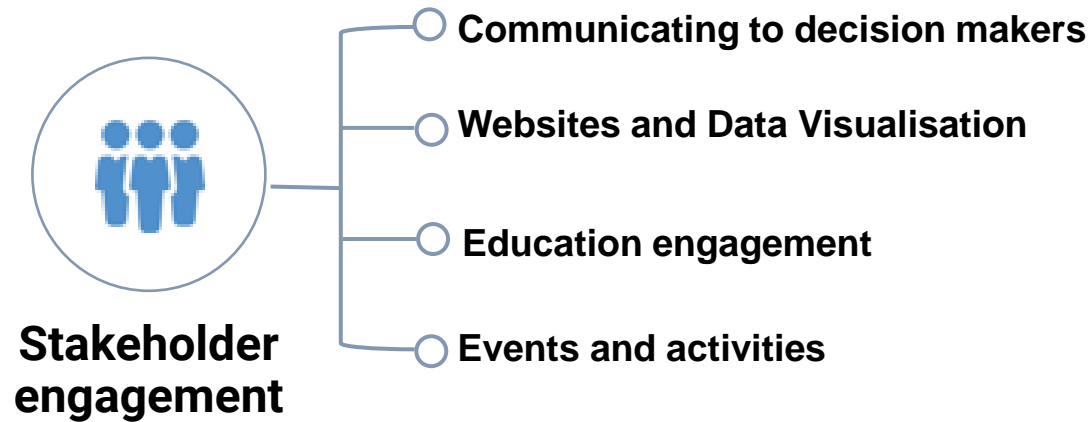 Communicating to decision makers
Websites and Data Visualisation
Education engagement
Events and activities
Stakeholder
engagement